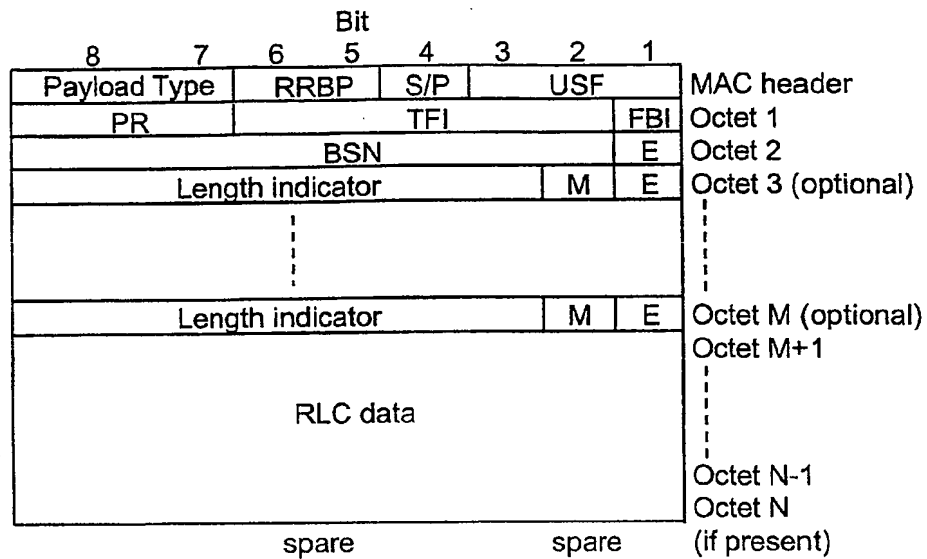 Bit
8 7 6 5 4 3 2 1
Payload Type RRBP S/P USF MAC header
PR TFI FBI Octet 1
BSN E Octet 2
Length indicator M E Octet 3 (optional)
Length indicator M E Octet M (optional)
Octet M+1
RLC data
Octet N-1
Octet N
spare spare (if present)